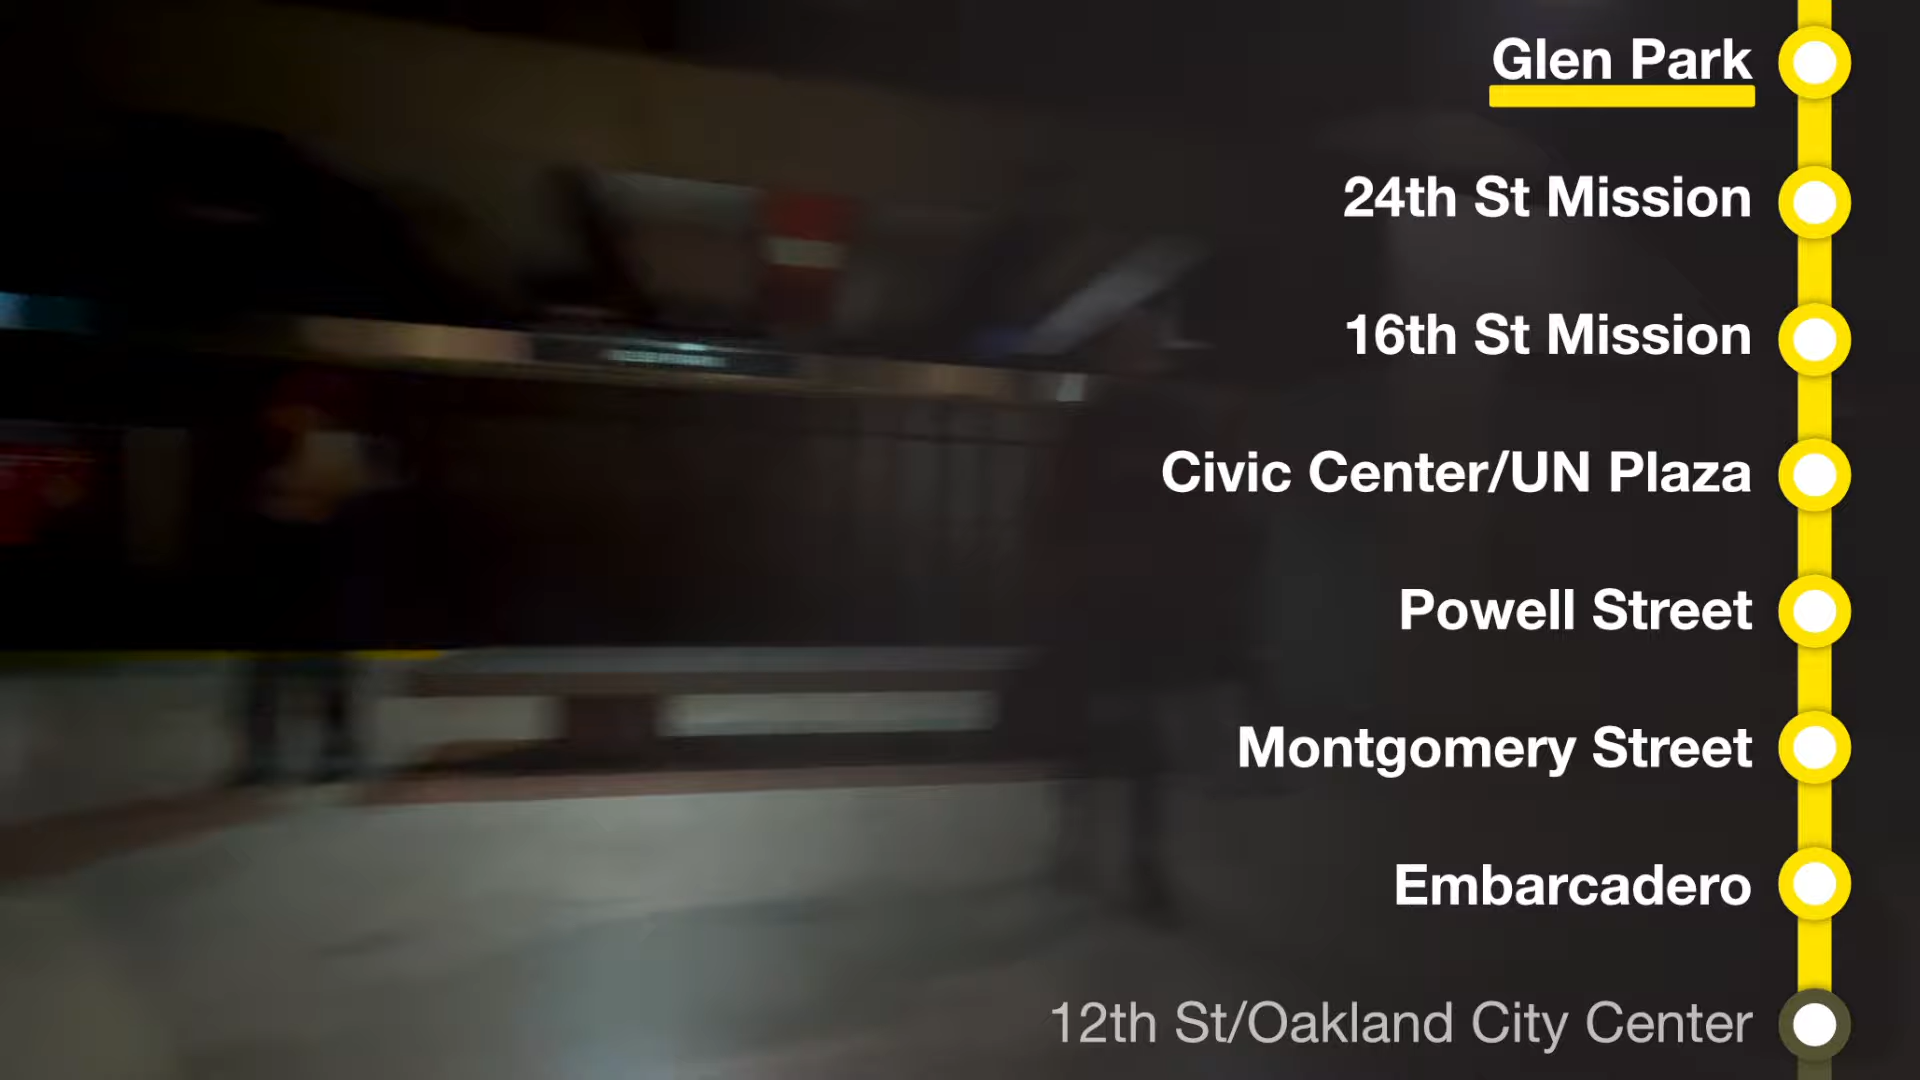 Glen Park
24th St Mission
16th St Mission
Civic Center/UN Plaza
Powell Street
Montgomery Street
Embarcadero
12th St/Oakland City Center